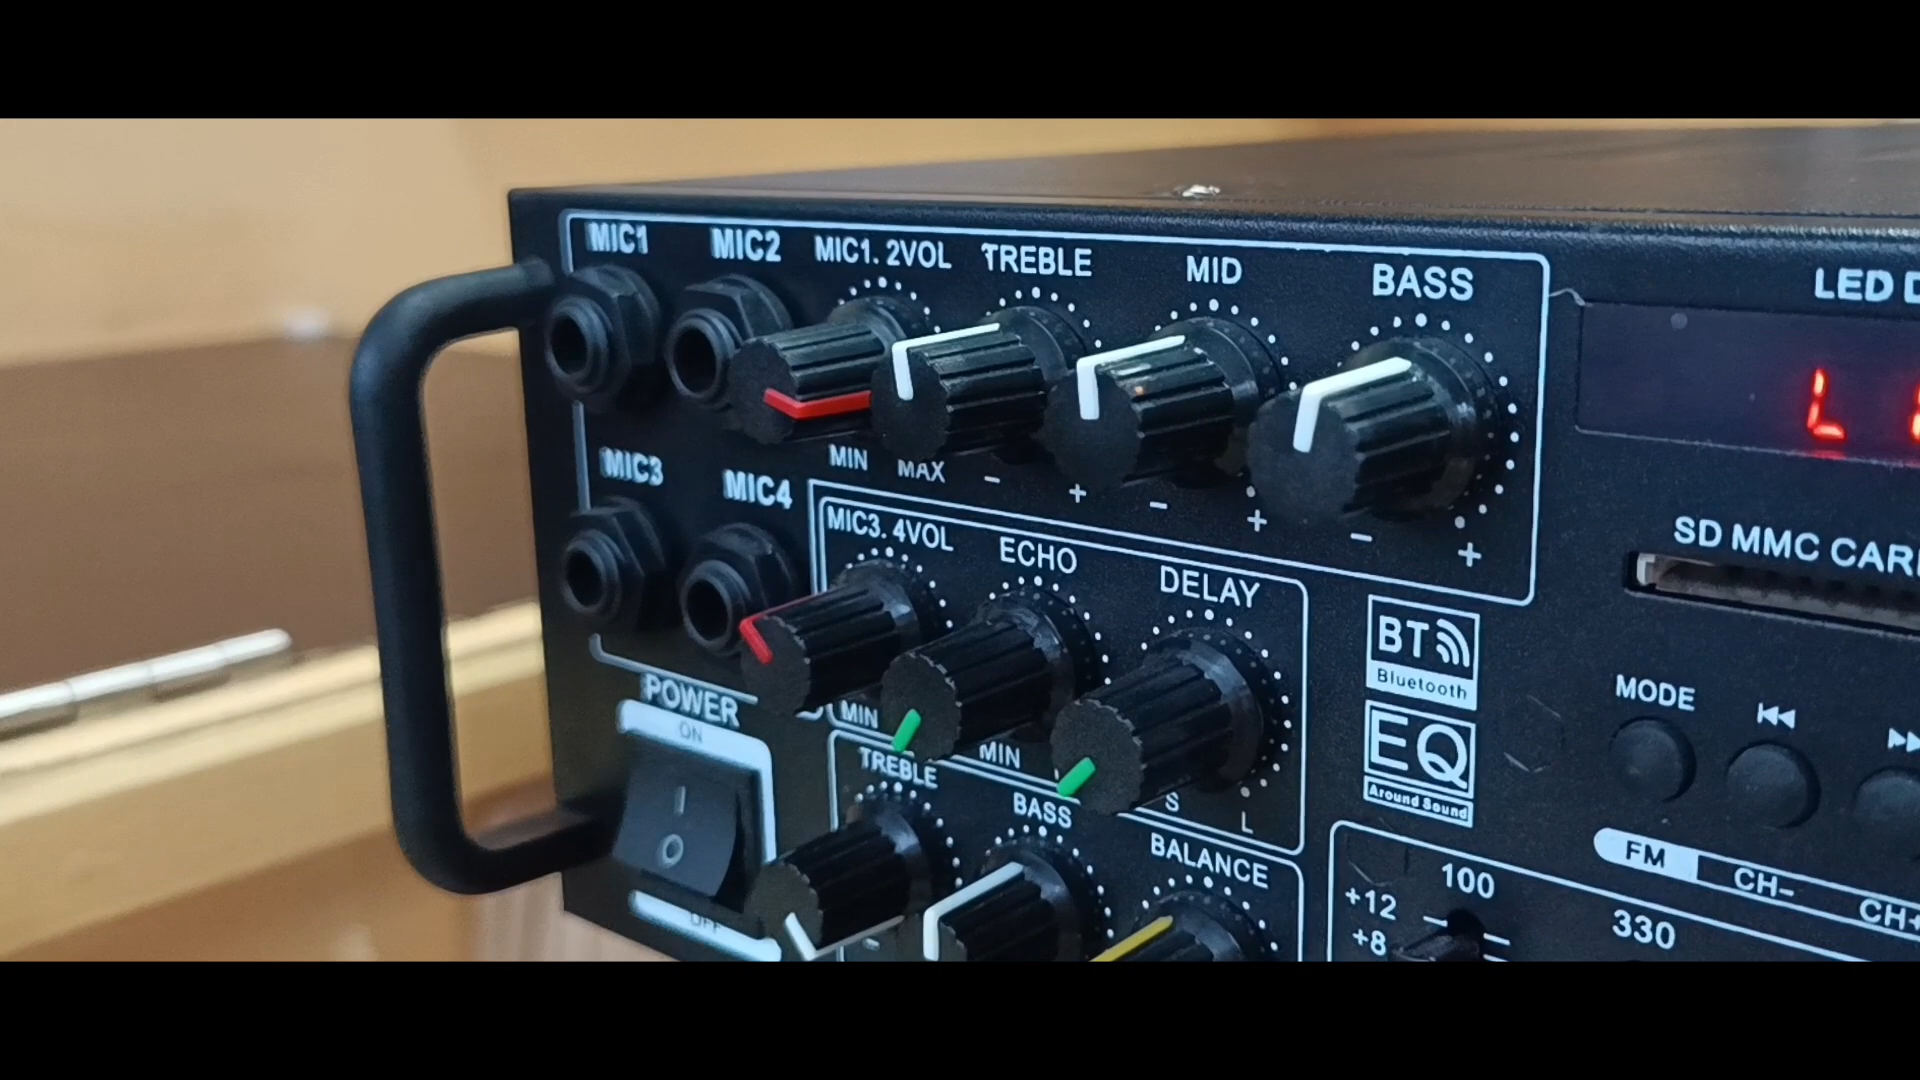 MIC1 MIC2 MIC1. 2VOL TREBLE MID BASS
LED
MIN MAX - + - + - +
MIC3 MIC4
MIC3. 4VOL ECHO DELAY
SD MMC
BT
Bluetooth
EQ
Around Sound
MODE
POWER
ON
OFF
MIN MIN S L
TREBLE BASS BALANCE
-
FM CH- CH+
+12 100 330
+8